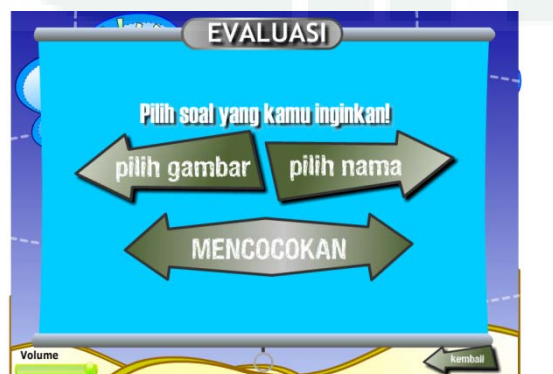 EVALUASI
Pilih soal yang kamu inginkan!
pilih gambar
pilih nama
MENCOCOKAN
Volume
kembali